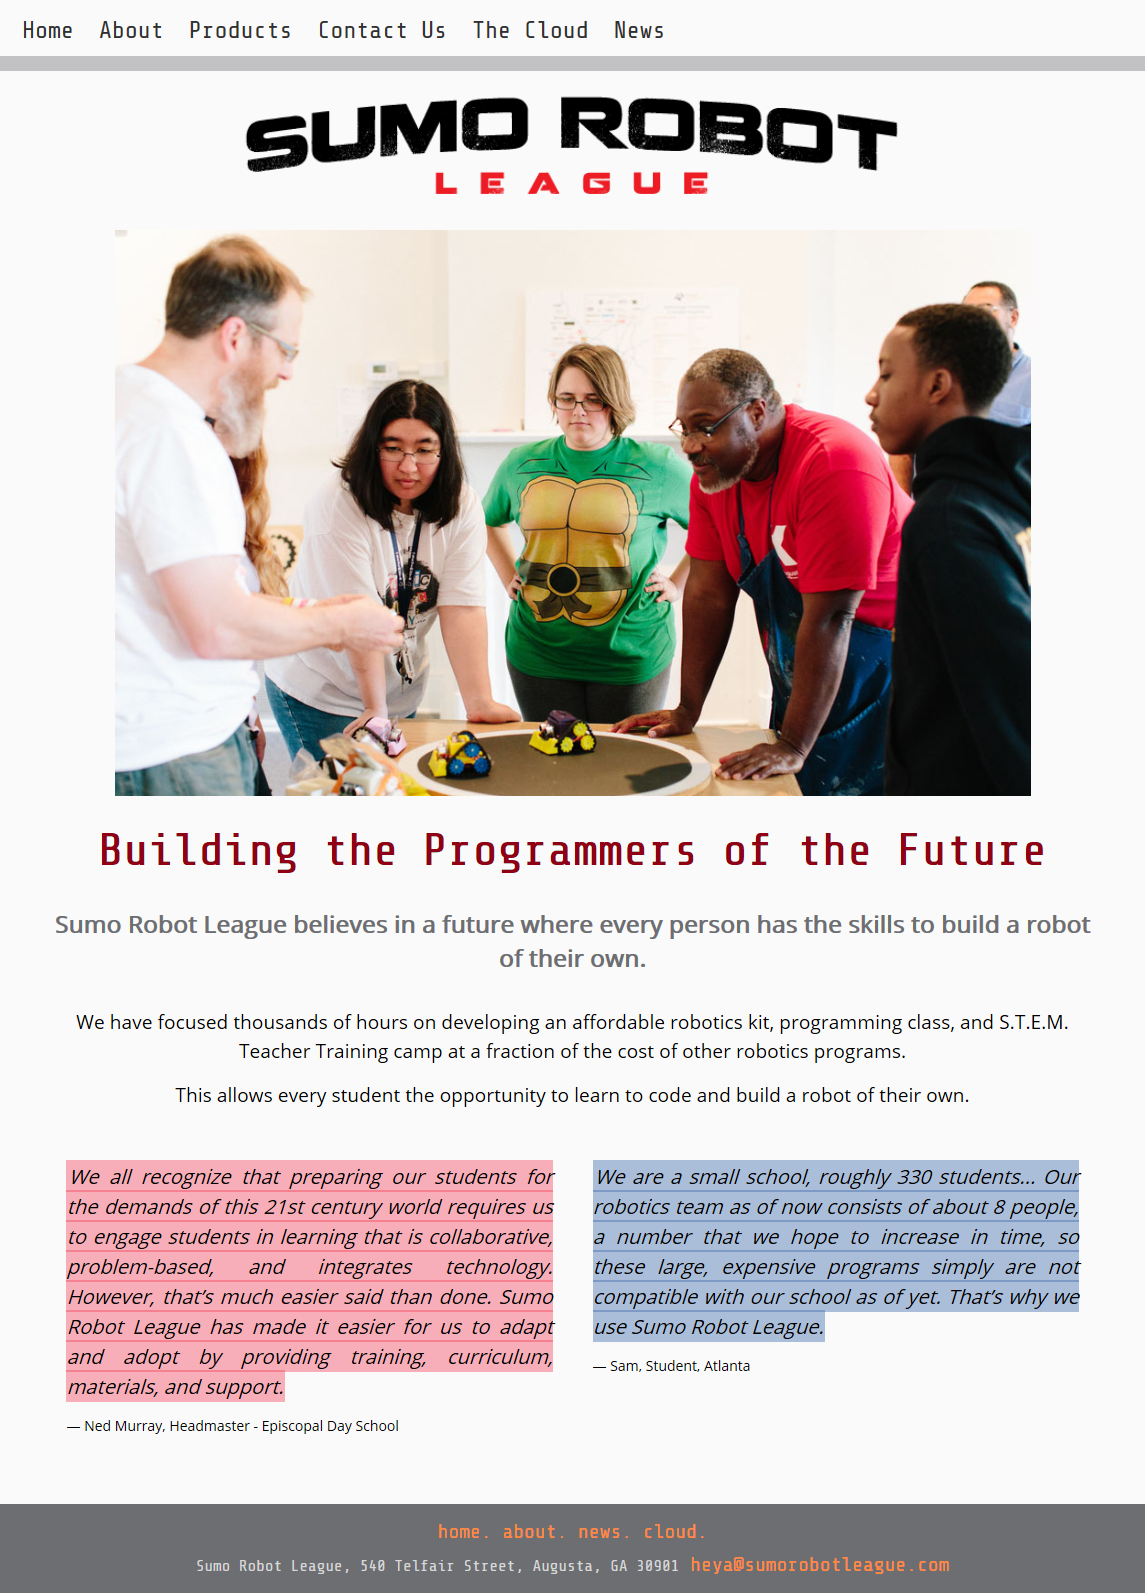 Home About Products Contact Us The Cloud News
SUMO ROBOT
LEAGUE
Building the Programmers of the Future
Sumo Robot League believes in a future where every person has the skills to build a robot
of their own.
We have focused thousands of hours on developing an affordable robotics kit, programming class, and S.T.E.M.
Teacher Training camp at a fraction of the cost of other robotics programs.
This allows every student the opportunity to learn to code and build a robot of their own.
We all recognize that preparing our students for
the demands of this 21st century world requires us
to engage students in learning that is collaborative,
problem-based, and integrates technology.
However, that’s much easier said than done. Sumo
Robot League has made it easier for us to adapt
and adopt by providing training, curriculum,
materials, and support.
— Ned Murray, Headmaster - Episcopal Day School
We are a small school, roughly 330 students... Our
robotics team as of now consists of about 8 people,
a number that we hope to increase in time, so
these large, expensive programs simply are not
compatible with our school as of yet. That’s why we
use Sumo Robot League.
— Sam, Student, Atlanta
home. about. news. cloud.
Sumo Robot League, 540 Telfair Street, Augusta, GA 30901 heya@sumorobotleague.com